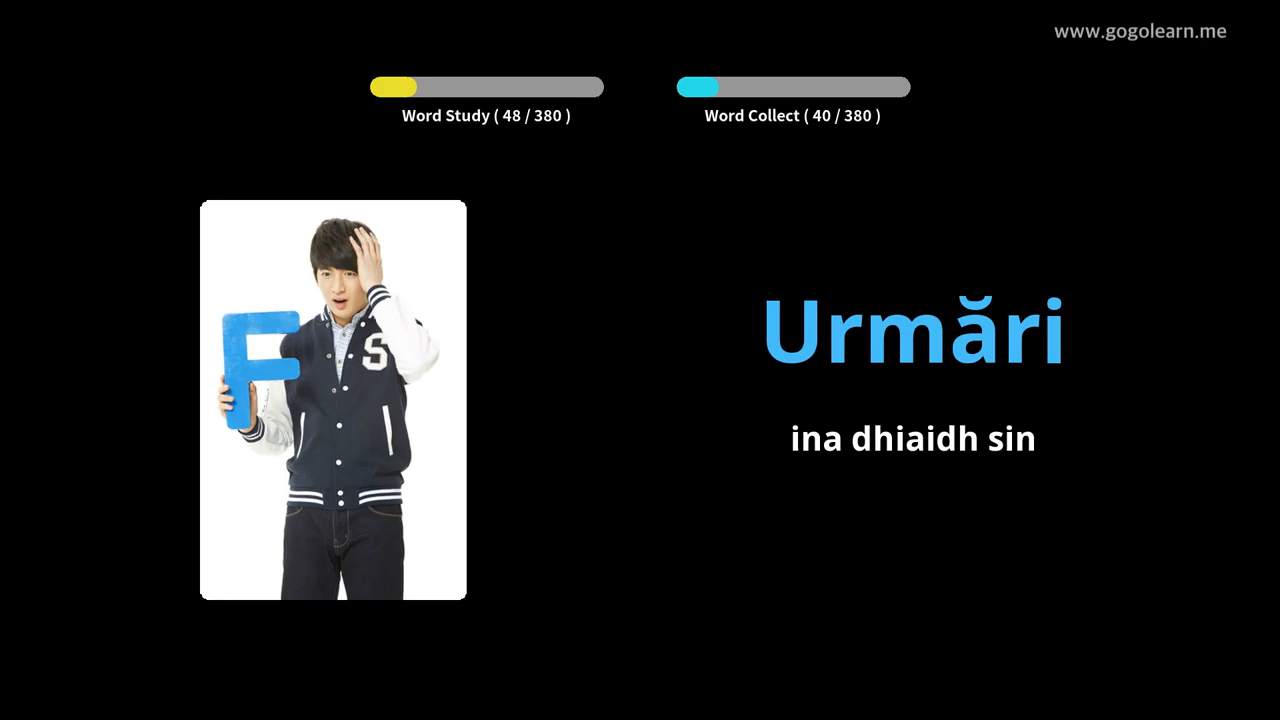 www.gogolearn.me
Word Study ( 48 / 380 )
Word Collect ( 40 / 380 )
F
S
Urmări
ina dhiaidh sin